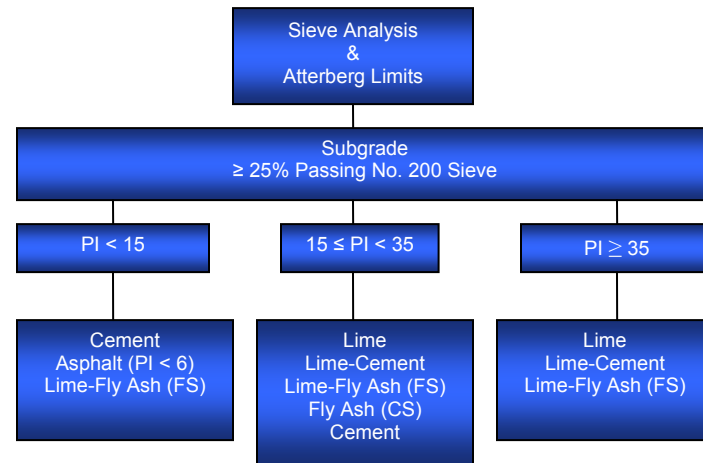 Sieve Analysis
&
Atterberg Limits
Subgrade
≥ 25% Passing No. 200 Sieve
PI < 15
15 ≤ PI < 35
PI ≥ 35
Cement
Asphalt (PI < 6)
Lime-Fly Ash (FS)
Lime
Lime-Cement
Lime-Fly Ash (FS)
Fly Ash (CS)
Cement
Lime
Lime-Cement
Lime-Fly Ash (FS)